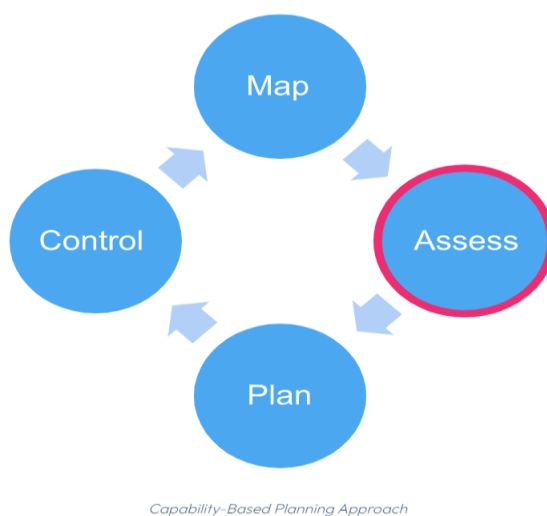 Map
Control
Assess
Plan
Capability-Based Planning Approach